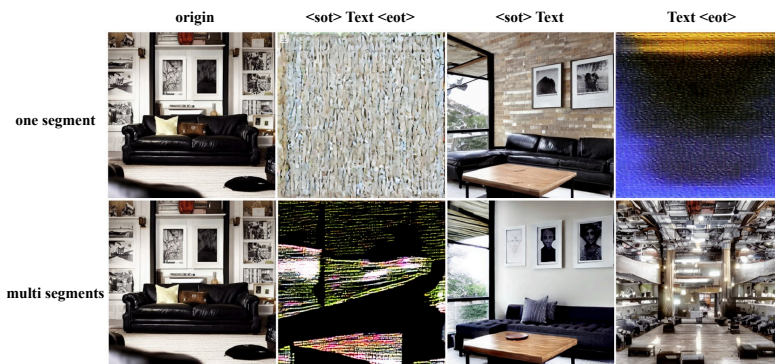 origin <sot> Text <eot> <sot> Text Text <eot>
one segment
multi segments